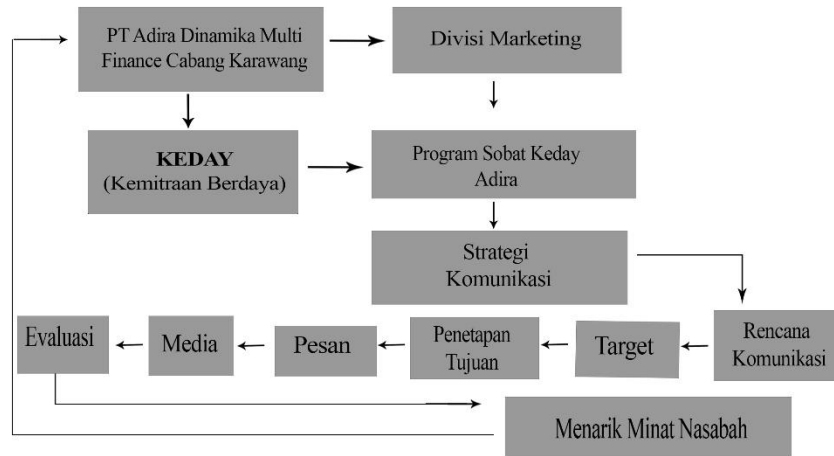 PT Adira Dinamika Multi
Finance Cabang Karawang
Divisi Marketing
KEDAY
(Kemitraan Berdaya)
Program Sobat Keday
Adira
Strategi
Komunikasi
Rencana
Komunikasi
Target
Penetapan
Tujuan
Pesan
Media
Evaluasi
Menarik Minat Nasabah